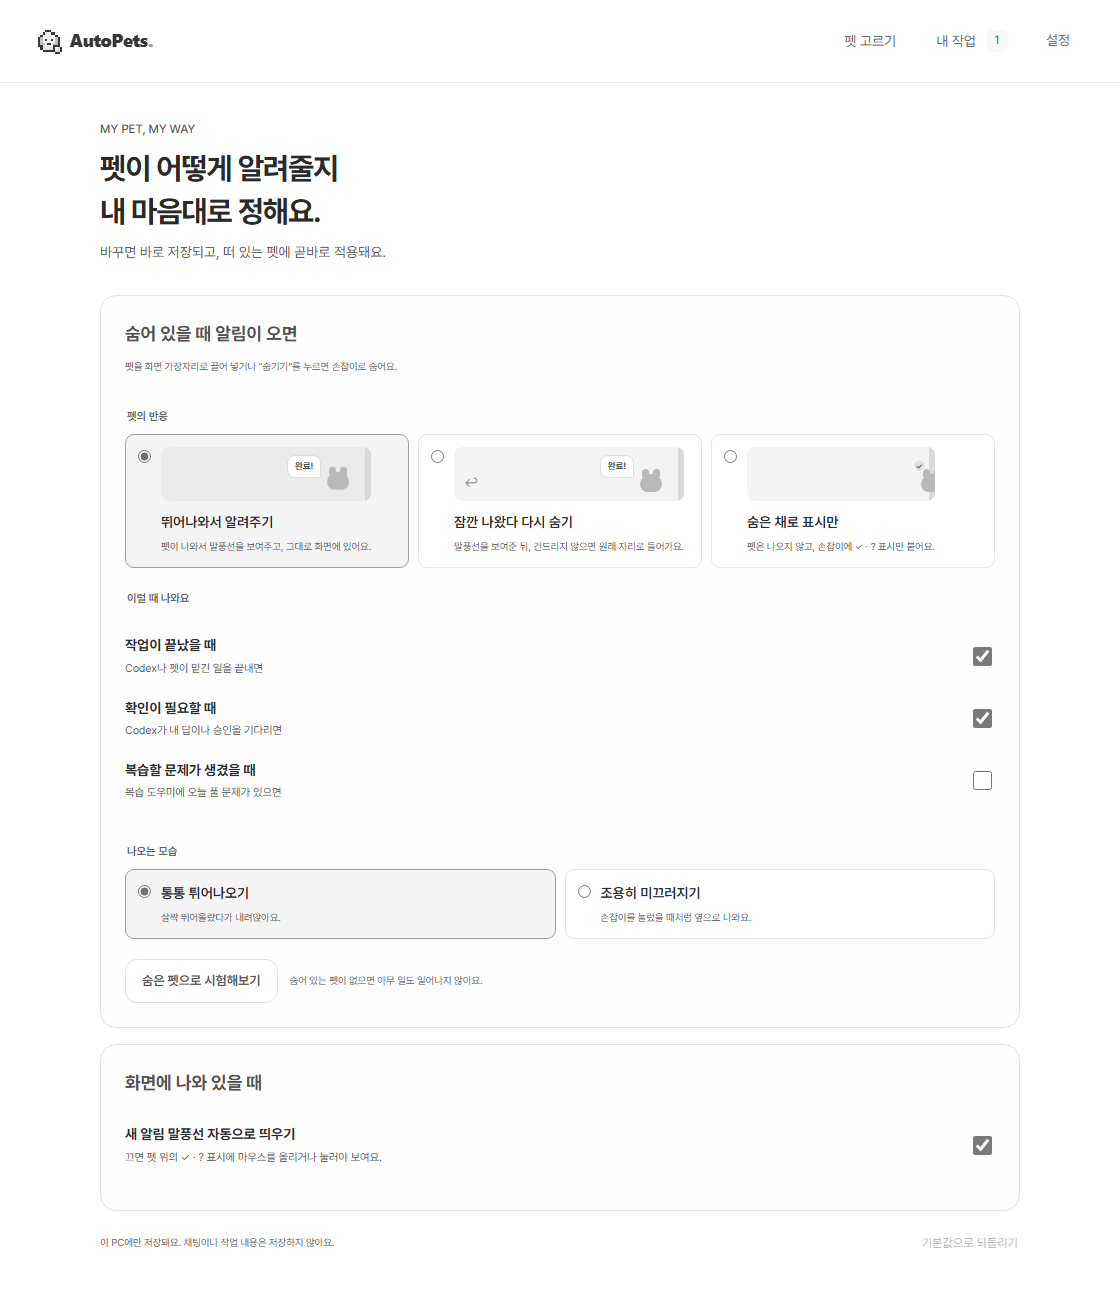 AutoPets.
펫 고르기
내 작업 1
설정
MY PET, MY WAY
펫이 어떻게 알려줄지
내 마음대로 정해요.
바꾸면 바로 저장되고, 떠 있는 펫에 곧바로 적용돼요.
숨어 있을 때 알림이 오면
펫을 화면 가장자리로 끌어 넣거나 "숨기기"를 누르면 손잡이로 숨어요.
펫의 반응
완료!
뛰어나와서 알려주기
펫이 나와서 말풍선을 보여주고, 그대로 화면에 있어요.
완료!
잠깐 나왔다 다시 숨기
말풍선을 보여준 뒤, 건드리지 않으면 원래 자리로 들어가요.
숨은 채로 표시만
펫은 나오지 않고, 손잡이에 ✓ · ? 표시만 붙어요.
이럴 때 나와요
작업이 끝났을 때
Codex나 펫이 맡긴 일을 끝내면
확인이 필요할 때
Codex가 내 답이나 승인을 기다리면
복습할 문제가 생겼을 때
복습 도우미에 오늘 풀 문제가 있으면
나오는 모습
통통 튀어나오기
살짝 뛰어올랐다가 내려앉아요.
조용히 미끄러지기
손잡이를 눌렀을 때처럼 옆으로 나와요.
숨은 펫으로 시험해보기
숨어 있는 펫이 없으면 아무 일도 일어나지 않아요.
화면에 나와 있을 때
새 알림 말풍선 자동으로 띄우기
끄면 펫 위의 ✓ · ? 표시에 마우스를 올리거나 눌러야 보여요.
이 PC에만 저장돼요. 채팅이나 작업 내용은 저장하지 않아요.
기본값으로 되돌리기